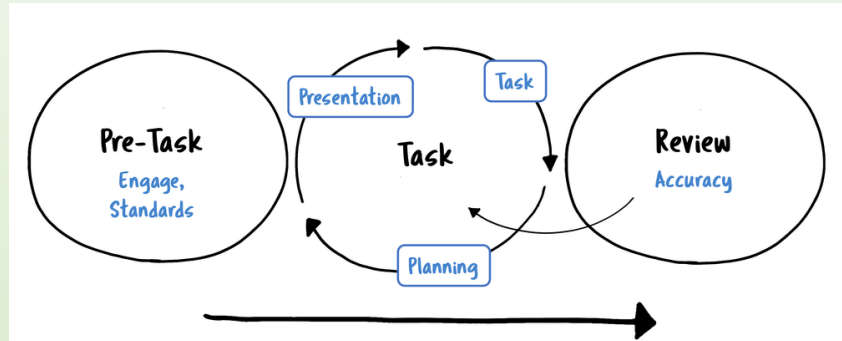 Pre-Task
Engage,
Standards
Presentation
Task
Task
Planning
Review
Accuracy